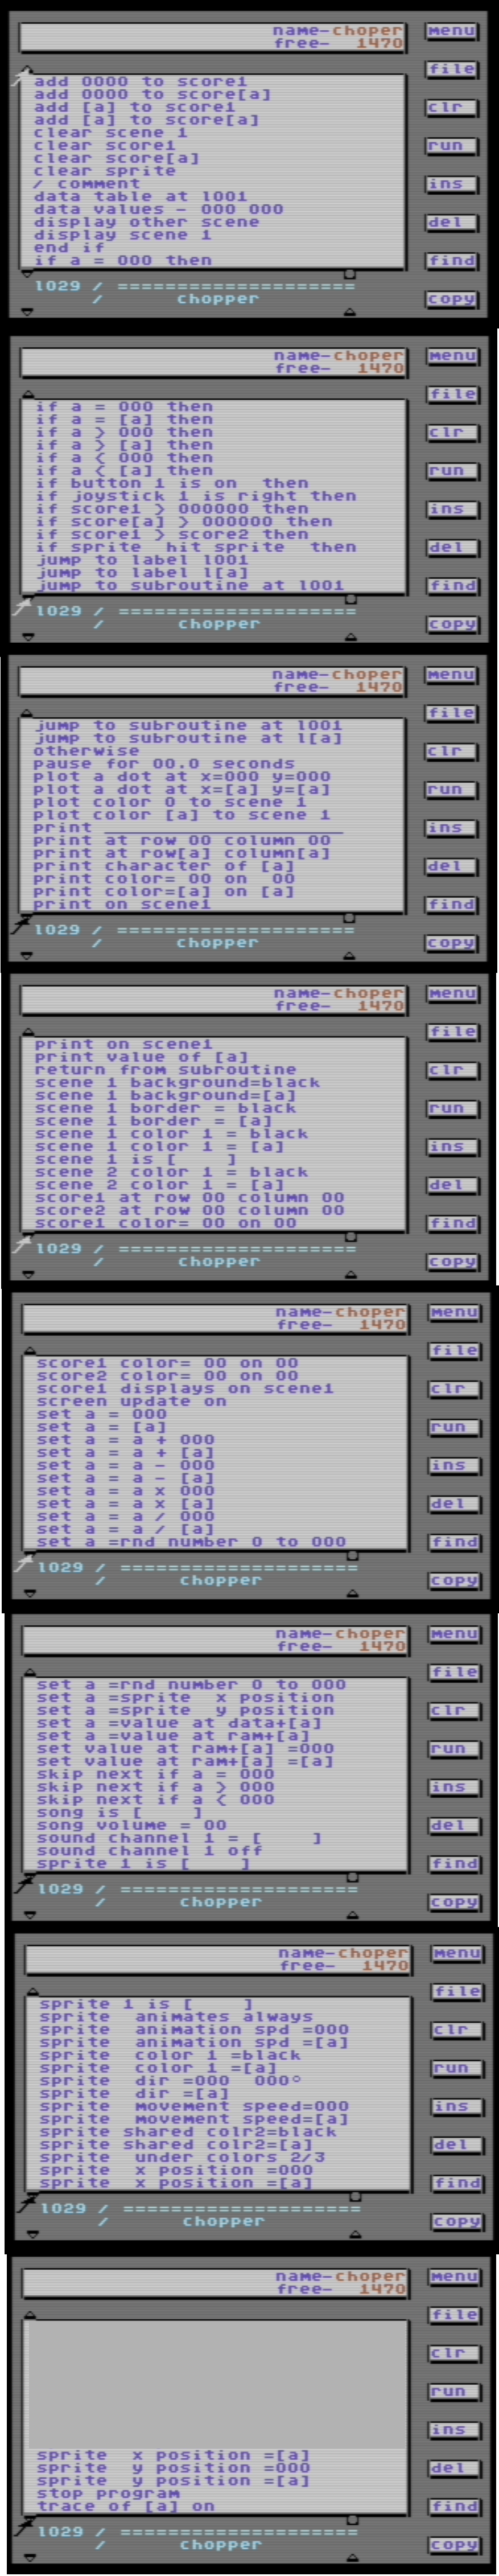 name-choper menu
free- 1470
file
add 0000 to score1
add 0000 to score[a]
add [a] to score1
add [a] to score[a]
clr
clear scene 1
clear score1
run
clear score[a]
clear sprite
/ comment
ins
data table at l001
data values - 000 000
display other scene
del
display scene 1
end if
if a = 000 then
find
1029 / =====================
/ chopper
copy
name-choper menu
free- 1470
file
if a = 000 then
if a = [a] then
if a > 000 then
clr
if a > [a] then
if a < 000 then
if a < [a] then
run
if button 1 is on then
if joystick 1 is right then
if score1 > 000000 then
ins
if score[a] > 000000 then
if score1 > score2 then
if sprite hit sprite then
del
jump to label l001
jump to label l[a]
jump to subroutine at l001
find
1029 / =====================
/ chopper
copy
name-choper menu
free- 1470
file
jump to subroutine at l001
jump to subroutine at l[a]
otherwise
clr
pause for 00.0 seconds
plot a dot at x=000 y=000
plot a dot at x=[a] y=[a]
run
plot color 0 to scene 1
plot color [a] to scene 1
print ____________________
ins
print at row 00 column 00
print at row[a] column[a]
print character of [a]
del
print color= 00 on 00
print color=[a] on [a]
print on scene1
find
1029 / =====================
/ chopper
copy
name-choper menu
free- 1470
file
print on scene1
print value of [a]
return from subroutine
clr
scene 1 background=black
scene 1 background=[a]
scene 1 border = black
run
scene 1 border = [a]
scene 1 color 1 = black
scene 1 color 1 = [a]
ins
scene 1 is [ ]
scene 2 color 1 = black
scene 2 color 1 = [a]
del
score1 at row 00 column 00
score2 at row 00 column 00
score1 color= 00 on 00
find
1029 / =====================
/ chopper
copy
name-choper menu
free- 1470
file
score1 color= 00 on 00
score2 color= 00 on 00
score1 displays on scene1
clr
screen update on
set a = 000
set a = [a]
run
set a = a + 000
set a = a + [a]
set a = a - 000
ins
set a = a - [a]
set a = a x 000
set a = a x [a]
del
set a = a / 000
set a = a / [a]
set a =rnd number 0 to 000
find
1029 / =====================
/ chopper
copy
name-choper menu
free- 1470
file
set a =rnd number 0 to 000
set a =sprite x position
set a =sprite y position
clr
set a =value at data+[a]
set a =value at ram+[a]
set value at ram+[a] =000
run
set value at ram+[a] =[a]
skip next if a = 000
skip next if a > 000
ins
skip next if a < 000
song is [ ]
song volume = 00
del
sound channel 1 = [ ]
sound channel 1 off
sprite 1 is [ ]
find
1029 / =====================
/ chopper
copy
name-choper menu
free- 1470
file
sprite 1 is [ ]
sprite animates always
sprite animation spd =000
clr
sprite animation spd =[a]
sprite color 1 =black
sprite color 1 =[a]
run
sprite dir =000 000°
sprite dir =[a]
sprite movement speed=000
ins
sprite movement speed=[a]
sprite shared colr2=black
sprite shared colr2=[a]
del
sprite under colors 2/3
sprite x position =000
sprite x position =[a]
find
1029 / =====================
/ chopper
copy
name-choper menu
free- 1470
file
clr
run
ins
sprite x position =[a]
sprite y position =000
del
sprite y position =[a]
stop program
trace of [a] on
find
1029 / =====================
/ chopper
copy